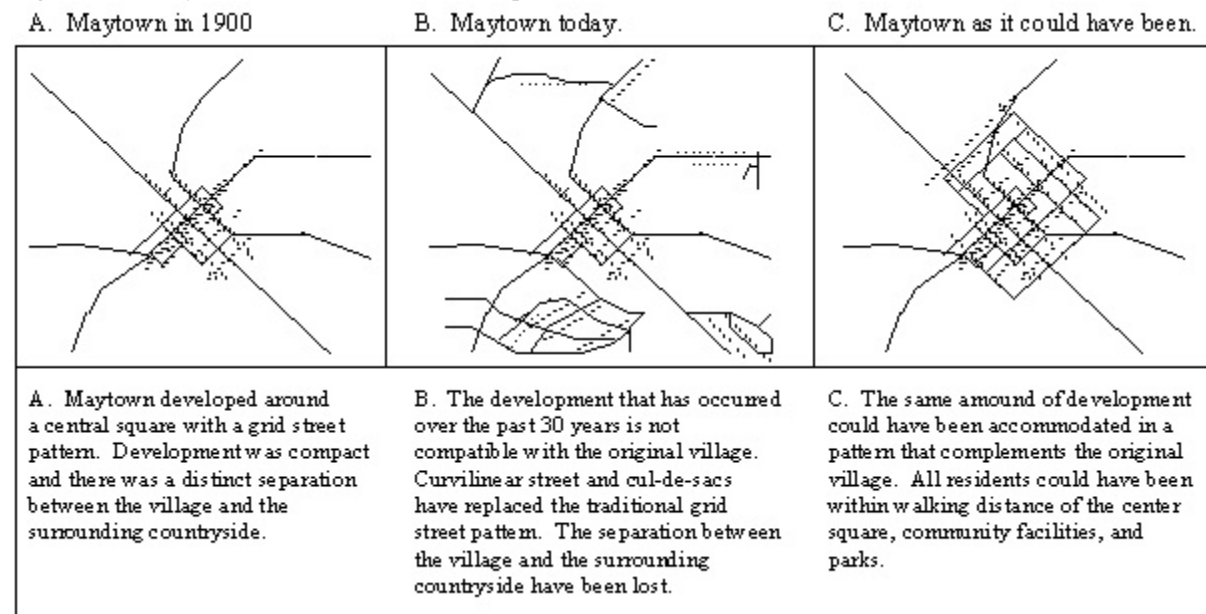 A. Maytown in 1900
B. Maytown today.
C. Maytown as it could have been.
A. Maytown developed around
a central square with a grid street
pattern. Development was compact
and there was a distinct separation
between the village and the
surrounding countryside.
B. The development that has occurred
over the past 30 years is not
compatible with the original village.
Curvilinear street and cul-de-sacs
have replaced the traditional grid
street pattern. The separation between
the village and the surrounding
countryside have been lost.
C. The same amound of development
could have been accommodated in a
pattern that complements the original
village. All residents could have been
within walking distance of the center
square, community facilities, and
parks.